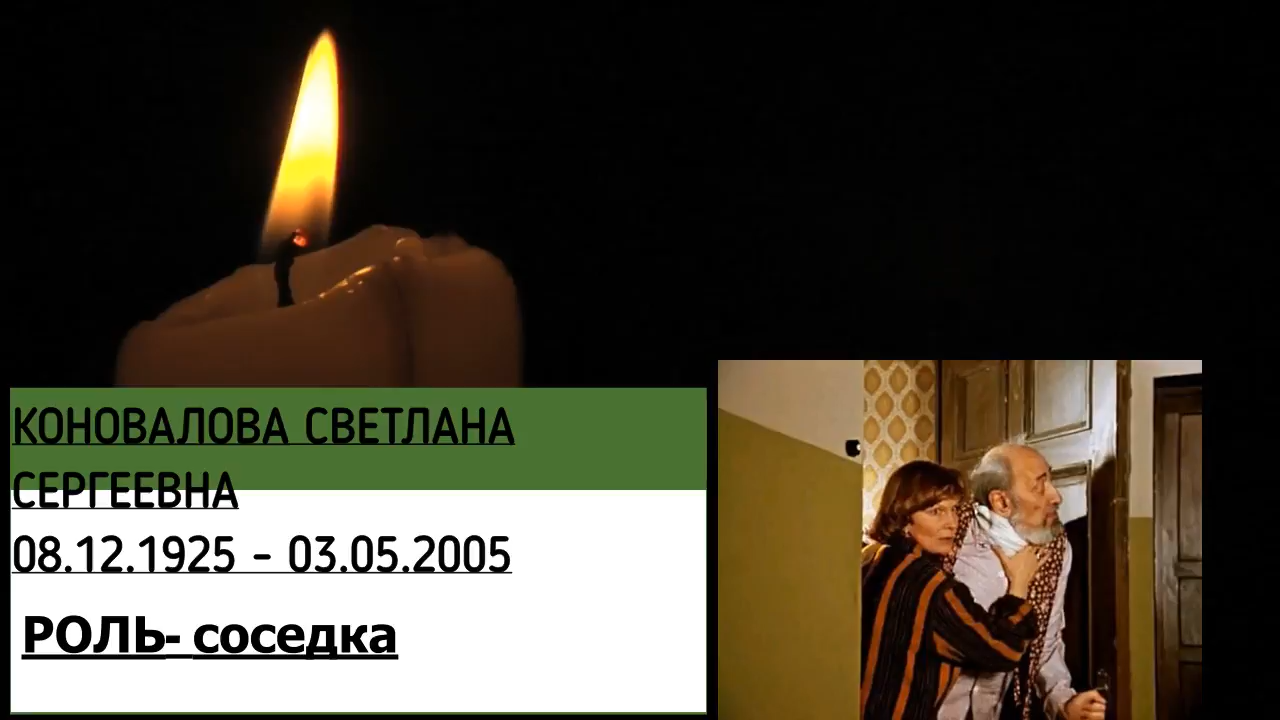 КОНОВАЛОВА СВЕТЛАНА
СЕРГЕЕВНА
08.12.1925 - 03.05.2005
РОЛЬ- соседка